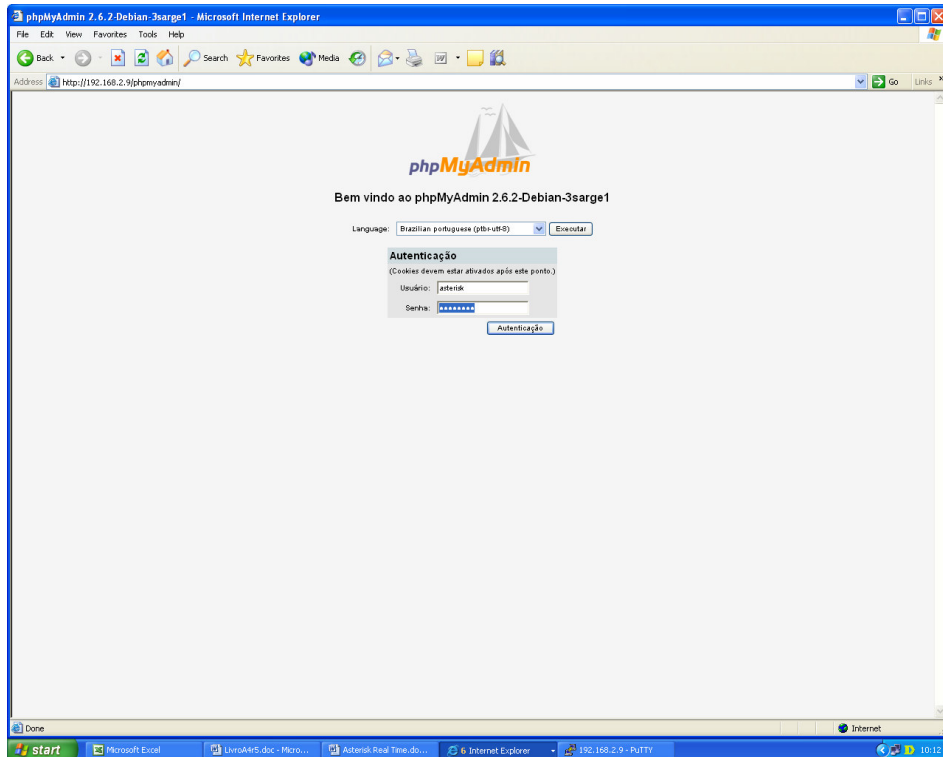 phpMyAdmin 2.6.2-Debian-3sarge1 - Microsoft Internet Explorer
File Edit View Favorites Tools Help
Back Search Favorites Media
Address http://192.168.2.9/phpmyadmin/ Go Links
phpMyAdmin
Bem vindo ao phpMyAdmin 2.6.2-Debian-3sarge1
Language: Brazilian portuguese (ptbr-utf-8) Executar
Autenticação
(Cookies devem estar ativados após este ponto.)
Usuário: asterisk
Senha: ••••••••
Autenticação
Done Internet
start Microsoft Excel LivroA4r5.doc - Micro... Asterisk Real Time.do... 6 Internet Explorer 192.168.2.9 - PuTTY 10:12